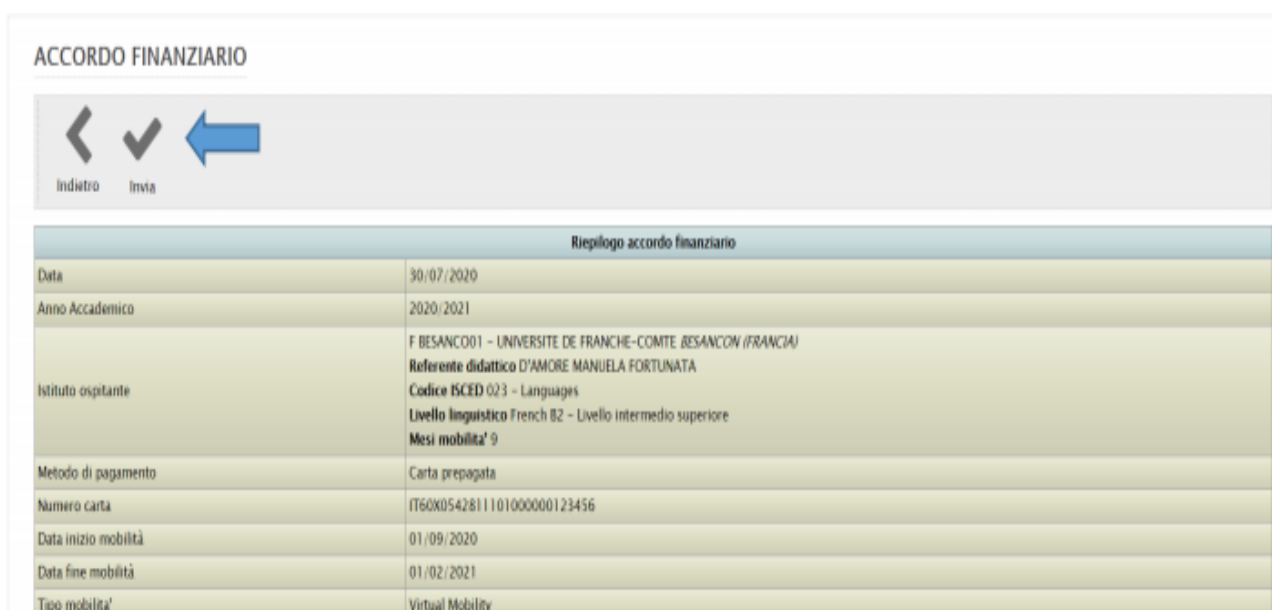 ACCORDO FINANZIARIO
Indietro Invia
Riepilogo accordo finanziario
Data 30/07/2020
Anno Accademico 2020/2021
Istituto ospitante
F BESANCO01 - UNIVERSITE DE FRANCHE-COMTE BESANCON (FRANCIA)
Referente didattico D'AMORE MANUELA FORTUNATA
Codice ISCED 023 - Languages
Livello linguistico French B2 - Livello intermedio superiore
Mesi mobilita' 9
Metodo di pagamento Carta prepagata
Numero carta IT60X0542811101000000123456
Data inizio mobilità 01/09/2020
Data fine mobilità 01/02/2021
Tipo mobilita' Virtual Mobility